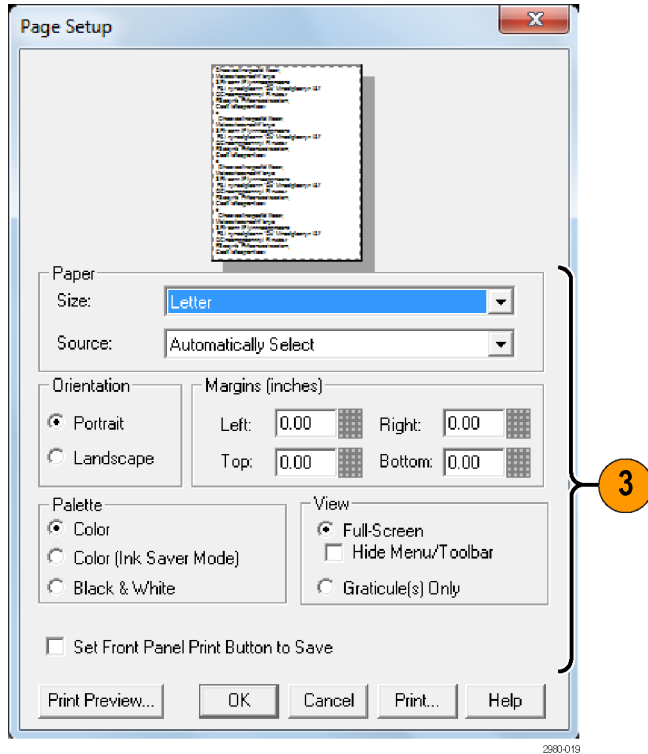 Page Setup
Paper
Size: Letter
Source: Automatically Select
Orientation
Portrait
Landscape
Margins (inches)
Left: 0.00 Right: 0.00
Top: 0.00 Bottom: 0.00
Palette
Color
Color (Ink Saver Mode)
Black & White
View
Full-Screen
Hide Menu/Toolbar
Graticule(s) Only
Set Front Panel Print Button to Save
Print Preview... OK Cancel Print... Help
3
2980-019